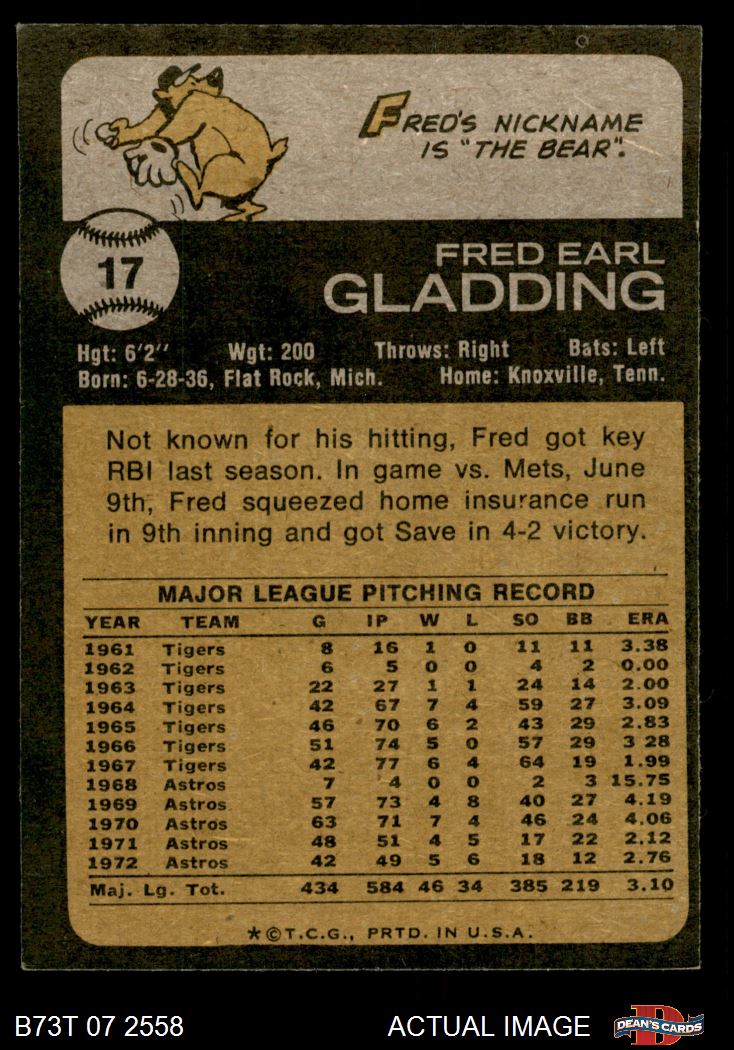 FRED'S NICKNAME
IS "THE BEAR".
17
FRED EARL
GLADDING
Hgt: 6'2" Wgt: 200 Throws: Right Bats: Left
Born: 6-28-36, Flat Rock, Mich. Home: Knoxville, Tenn.
Not known for his hitting, Fred got key
RBI last season. In game vs. Mets, June
9th, Fred squeezed home insurance run
in 9th inning and got Save in 4-2 victory.
MAJOR LEAGUE PITCHING RECORD
YEAR TEAM G IP W L SO BB ERA
1961 Tigers 8 16 1 0 11 11 3.38
1962 Tigers 6 5 0 0 4 2 0.00
1963 Tigers 22 27 1 1 24 14 2.00
1964 Tigers 42 67 7 4 59 27 3.09
1965 Tigers 46 70 6 2 43 29 2.83
1966 Tigers 51 74 5 0 57 29 3 28
1967 Tigers 42 77 6 4 64 19 1.99
1968 Astros 7 4 0 0 2 3 15.75
1969 Astros 57 73 4 8 40 27 4.19
1970 Astros 63 71 7 4 46 24 4.06
1971 Astros 48 51 4 5 17 22 2.12
1972 Astros 42 49 5 6 18 12 2.76
Maj. Lg. Tot. 434 584 46 34 385 219 3.10
*©T.C.G., PRTD. IN U.S.A.
B73T 07 2558 ACTUAL IMAGE
D
DEAN'S CARDS